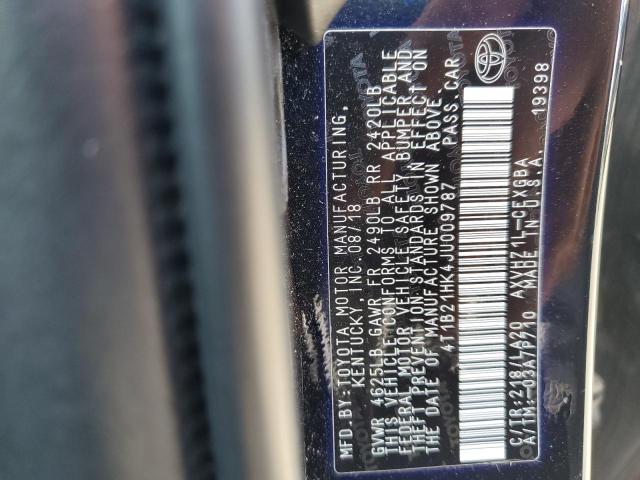 MFD.BY:TOYOTA MOTOR MANUFACTURING,
KENTUCKY, INC.08/18
GVWR 4625LB GAWR FR 2490LB RR 2420LB
THIS VEHICLE CONFORMS TO ALL APPLICABLE
FEDERAL MOTOR VEHICLE SAFETY, BUMPER AND
THEFT PREVENTION STANDARDS IN EFFECT ON
THE DATE OF MANUFACTURE SHOWN ABOVE.
4T1B21HK4JU009787 PASS.CAR
C/TR:218/LA20 AXVHZ1L-CEXGBA
A/TM:-03A/P710 MADE IN U.S.A.
19398